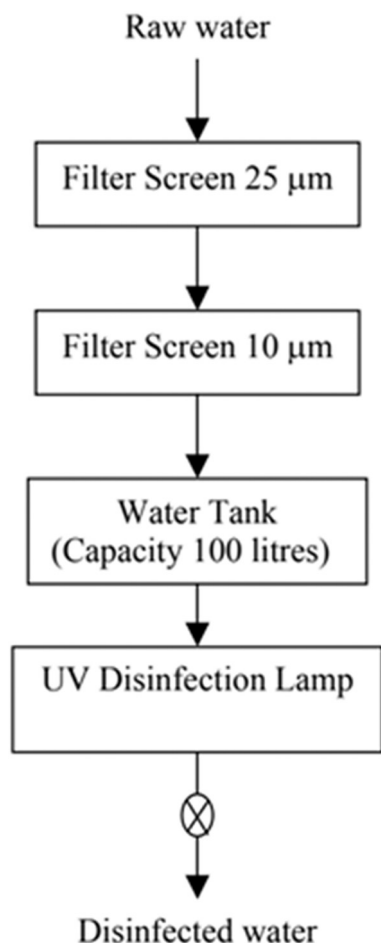 Raw water
Filter Screen 25 µm
Filter Screen 10 µm
Water Tank
(Capacity 100 litres)
UV Disinfection Lamp
Disinfected water